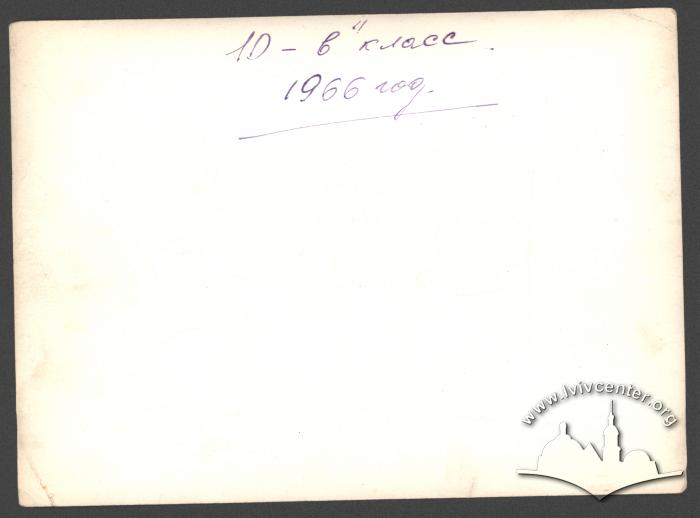 10 – в" класс.
1966 год.
www.lvivcenter.org